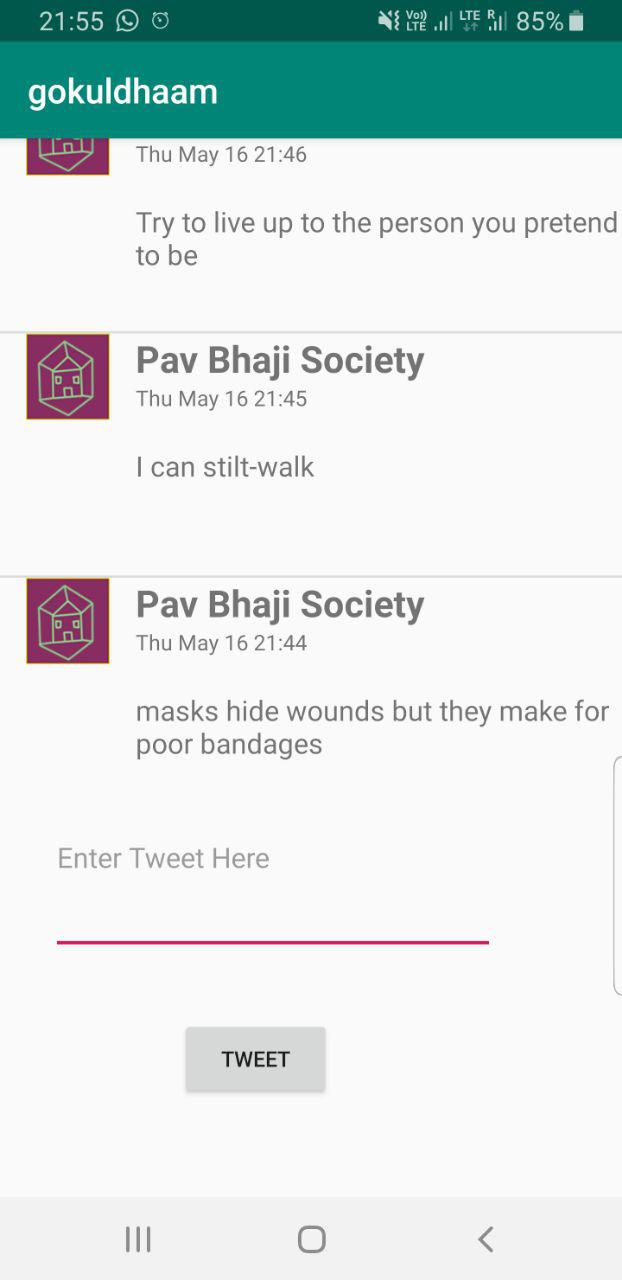 21:55
Vo)) LTE LTE R 85%
gokuldhaam
Thu May 16 21:46
Try to live up to the person you pretend
to be
Pav Bhaji Society
Thu May 16 21:45
I can stilt-walk
Pav Bhaji Society
Thu May 16 21:44
masks hide wounds but they make for
poor bandages
Enter Tweet Here
TWEET